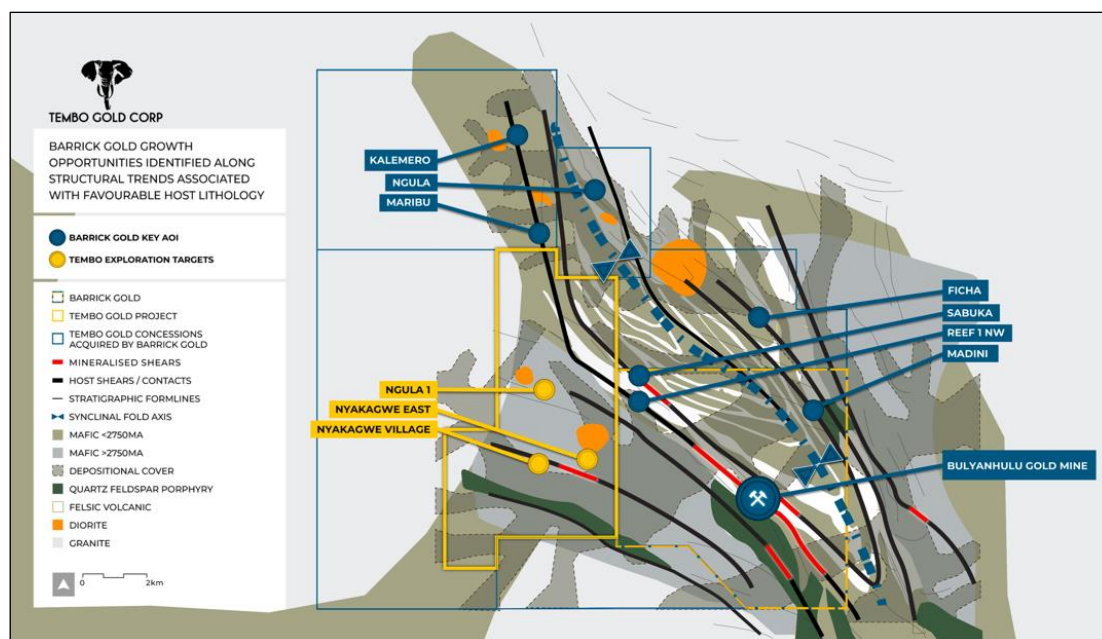 TEMBO GOLD CORP
BARRICK GOLD GROWTH
OPPORTUNITIES IDENTIFIED ALONG
STRUCTURAL TRENDS ASSOCIATED
WITH FAVOURABLE HOST LITHOLOGY
BARRICK GOLD KEY AOI
TEMBO EXPLORATION TARGETS
BARRICK GOLD
TEMBO GOLD PROJECT
TEMBO GOLD CONCESSIONS
ACQUIRED BY BARRICK GOLD
MINERALISED SHEARS
HOST SHEARS / CONTACTS
STRATIGRAPHIC FORMLINES
SYNCLINAL FOLD AXIS
MAFIC <2750MA
MAFIC >2750MA
DEPOSITIONAL COVER
QUARTZ FELDSPAR PORPHYRY
FELSIC VOLCANIC
DIORITE
GRANITE
0 2km
KALEMERO
NGULA
MARIBU
NGULA 1
NYAKAGWE EAST
NYAKAGWE VILLAGE
FICHA
SABUKA
REEF 1 NW
MADINI
BULYANHULU GOLD MINE